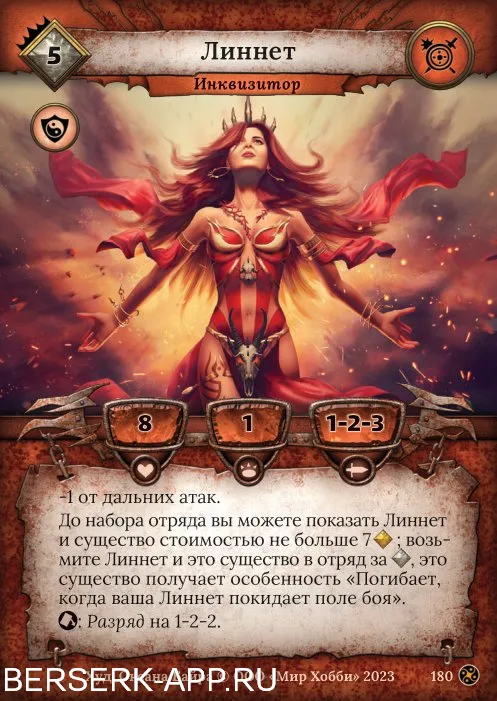 5
Линнет
Инквизитор
8
1
1-2-3
-1 от дальних атак.
До набора отряда вы можете показать Линнет
и существо стоимостью не больше 7 ; возь-
мите Линнет и это существо в отряд за , это
существо получает особенность «Погибает,
когда ваша Линнет покидает поле боя».
: Разряд на 1-2-2.
© ООО «Мир Хобби» 2023
180
BERSERK-APP.RU